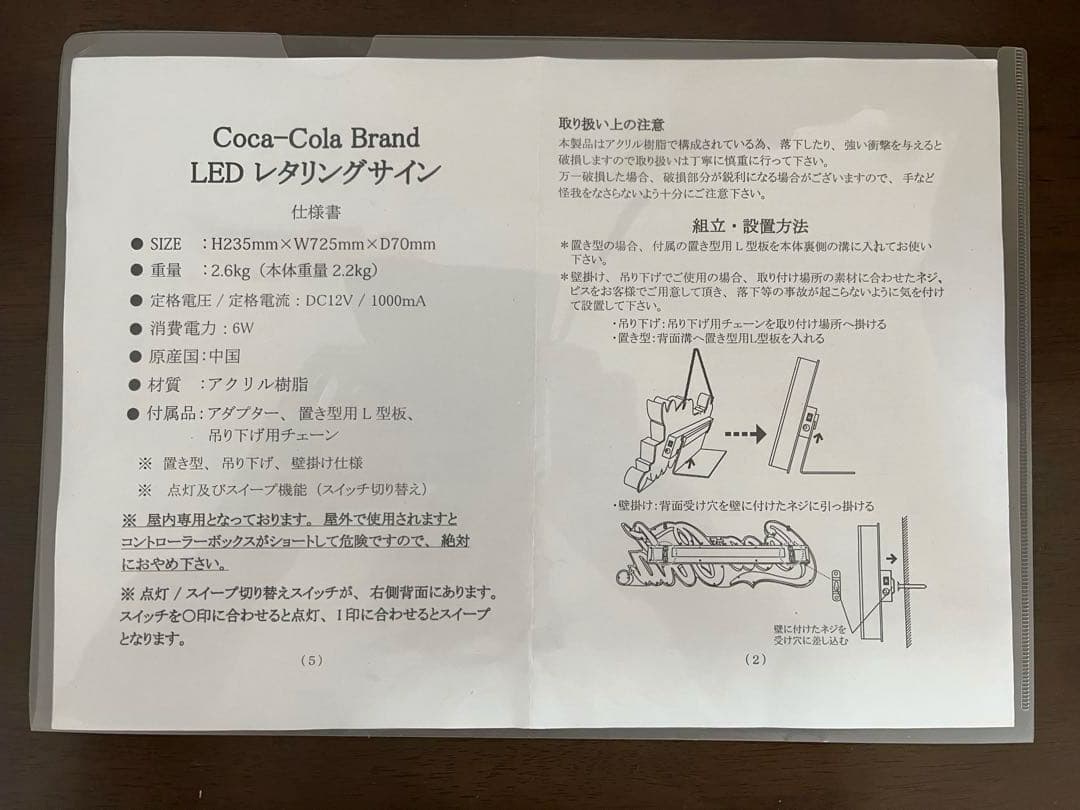 Coca-Cola Brand
LED レタリングサイン
仕様書
● SIZE ：H235mm×W725mm×D70mm
● 重量 ：2.6kg（本体重量 2.2kg）
● 定格電圧 / 定格電流：DC12V / 1000mA
● 消費電力：6W
● 原産国：中国
● 材質 ：アクリル樹脂
● 付属品：アダプター、置き型用 L 型板、
吊り下げ用チェーン
※ 置き型、吊り下げ、壁掛け仕様
※ 点灯及びスイープ機能（スイッチ切り替え）
※ 屋内専用となっております。屋外で使用されますと
コントローラーボックスがショートして危険ですので、絶対
におやめ下さい。
※ 点灯 / スイープ切り替えスイッチが、右側背面にあります。
スイッチを〇印に合わせると点灯、I 印に合わせるとスイープ
となります。
（5）
取り扱い上の注意
本製品はアクリル樹脂で構成されている為、落下したり、強い衝撃を与えると
破損しますので取り扱いは丁寧に慎重に行って下さい。
万一破損した場合、破損部分が鋭利になる場合がございますので、手など
怪我をなさらないよう十分にご注意下さい。
組立・設置方法
＊置き型の場合、付属の置き型用 L 型板を本体裏側の溝に入れてお使い
下さい。
＊壁掛け、吊り下げでご使用の場合、取り付け場所の素材に合わせたネジ、
ビスをお客様でご用意して頂き、落下等の事故が起こらないように気を付け
て設置して下さい。
・吊り下げ：吊り下げ用チェーンを取り付け場所へ掛ける
・置き型：背面溝へ置き型用L型板を入れる
・壁掛け：背面受け穴を壁に付けたネジに引っ掛ける
壁に付けたネジを
受け穴に差し込む
（2）